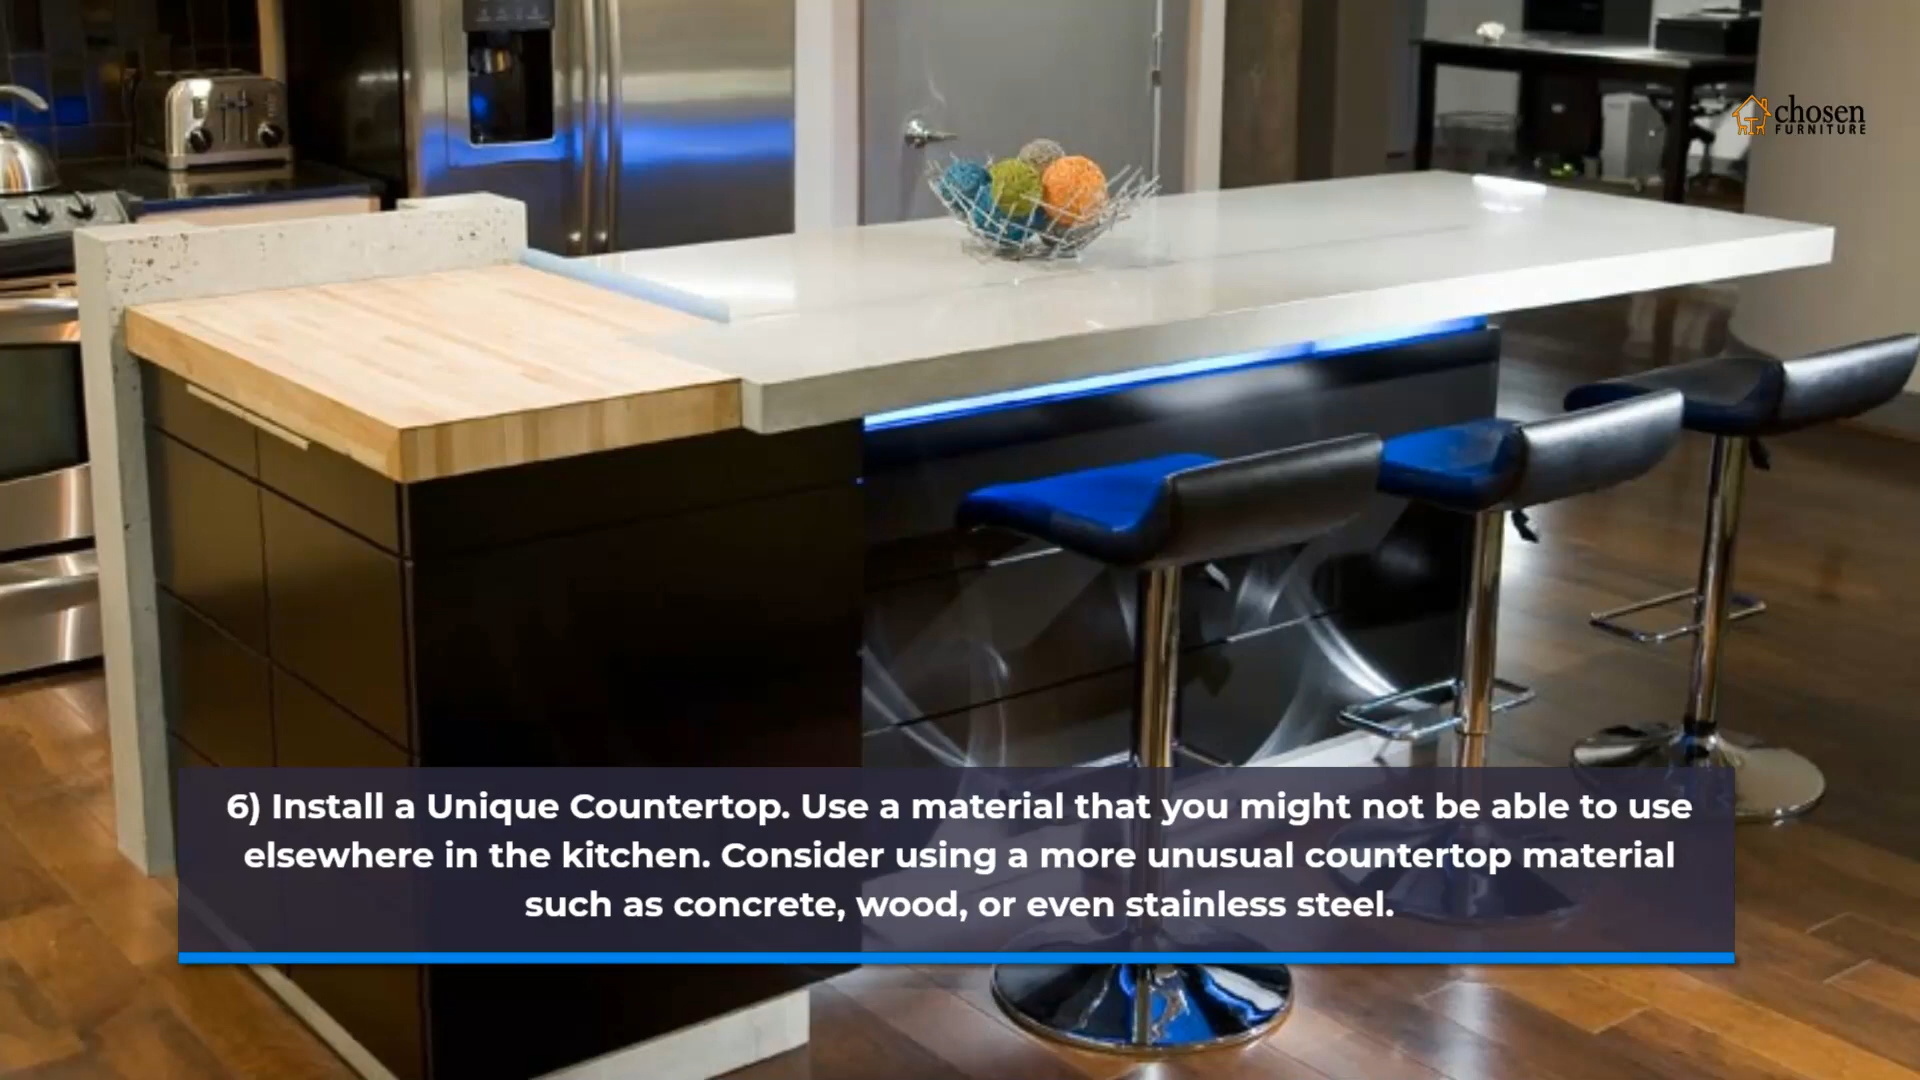 chosen
FURNITURE
6) Install a Unique Countertop. Use a material that you might not be able to use
elsewhere in the kitchen. Consider using a more unusual countertop material
such as concrete, wood, or even stainless steel.